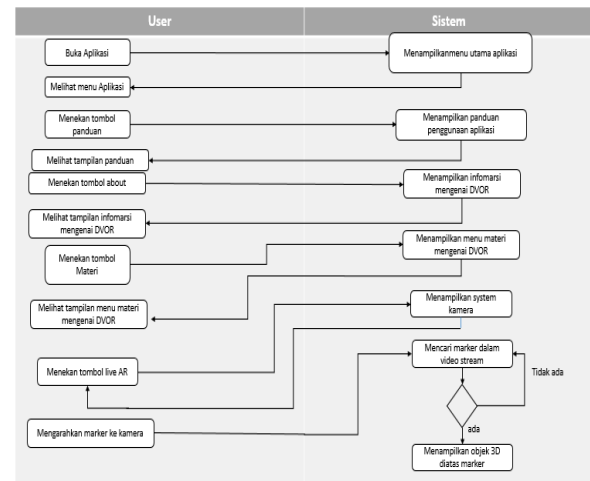 User
Sistem
Buka Aplikasi
Menampilkanmenu utama aplikasi
Melihat menu Aplikasi
Menekan tombol
panduan
Menampilkan panduan
penggunaan aplikasi
Melihat tampilan panduan
Menekan tombol about
Menampilkan infomarsi
mengenai DVOR
Melihat tampilan infomarsi
mengenai DVOR
Menekan tombol
Materi
Menampilkan menu materi
mengenai DVOR
Melihat tampilan menu materi
mengenai DVOR
Menampilkan system
kamera
Menekan tombol live AR
Mencari marker dalam
video stream
Tidak ada
ada
Mengarahkan marker ke kamera
Menampilkan objek 3D
diatas marker